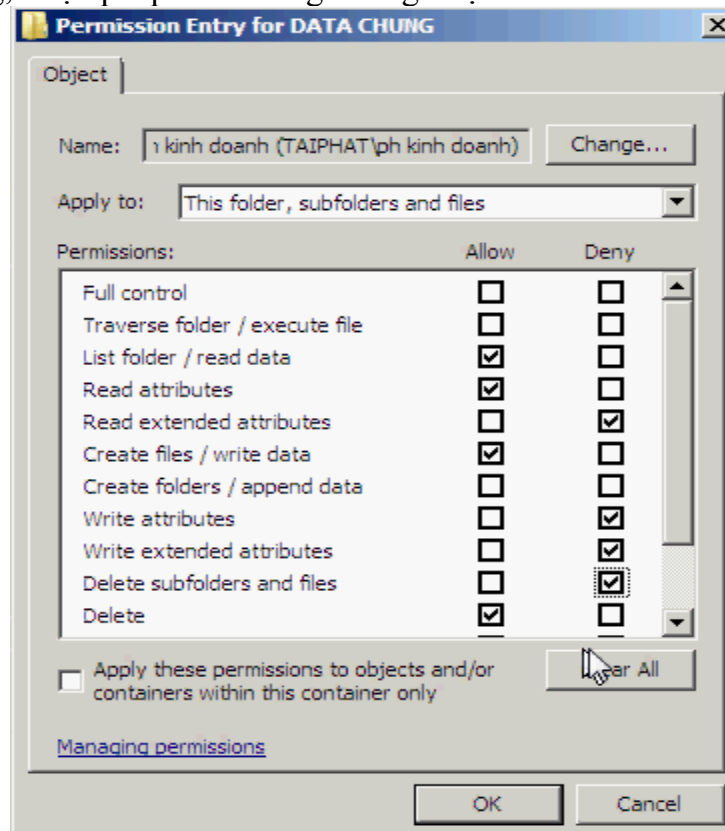 Permission Entry for DATA CHUNG
Object
Name: kinh doanh (TAIPHAT\ph kinh doanh) Change...
Apply to: This folder, subfolders and files
Permissions: Allow Deny
Full control
Traverse folder / execute file
List folder / read data
Read attributes
Read extended attributes
Create files / write data
Create folders / append data
Write attributes
Write extended attributes
Delete subfolders and files
Delete
Apply these permissions to objects and/or All
containers within this container only
Managing permissions
OK Cancel